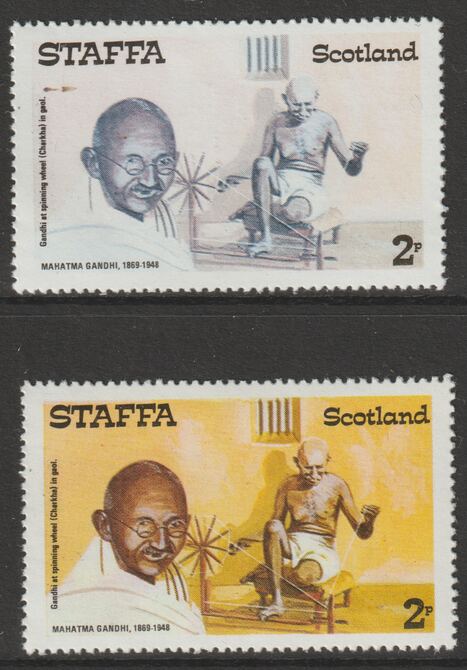 STAFFA Scotland
Gandhi at spinning wheel (Charkha) in gaol.
MAHATMA GANDHI, 1869-1948
2P
STAFFA Scotland
Gandhi at spinning wheel (Charkha) in gaol.
MAHATMA GANDHI, 1869-1948
2P